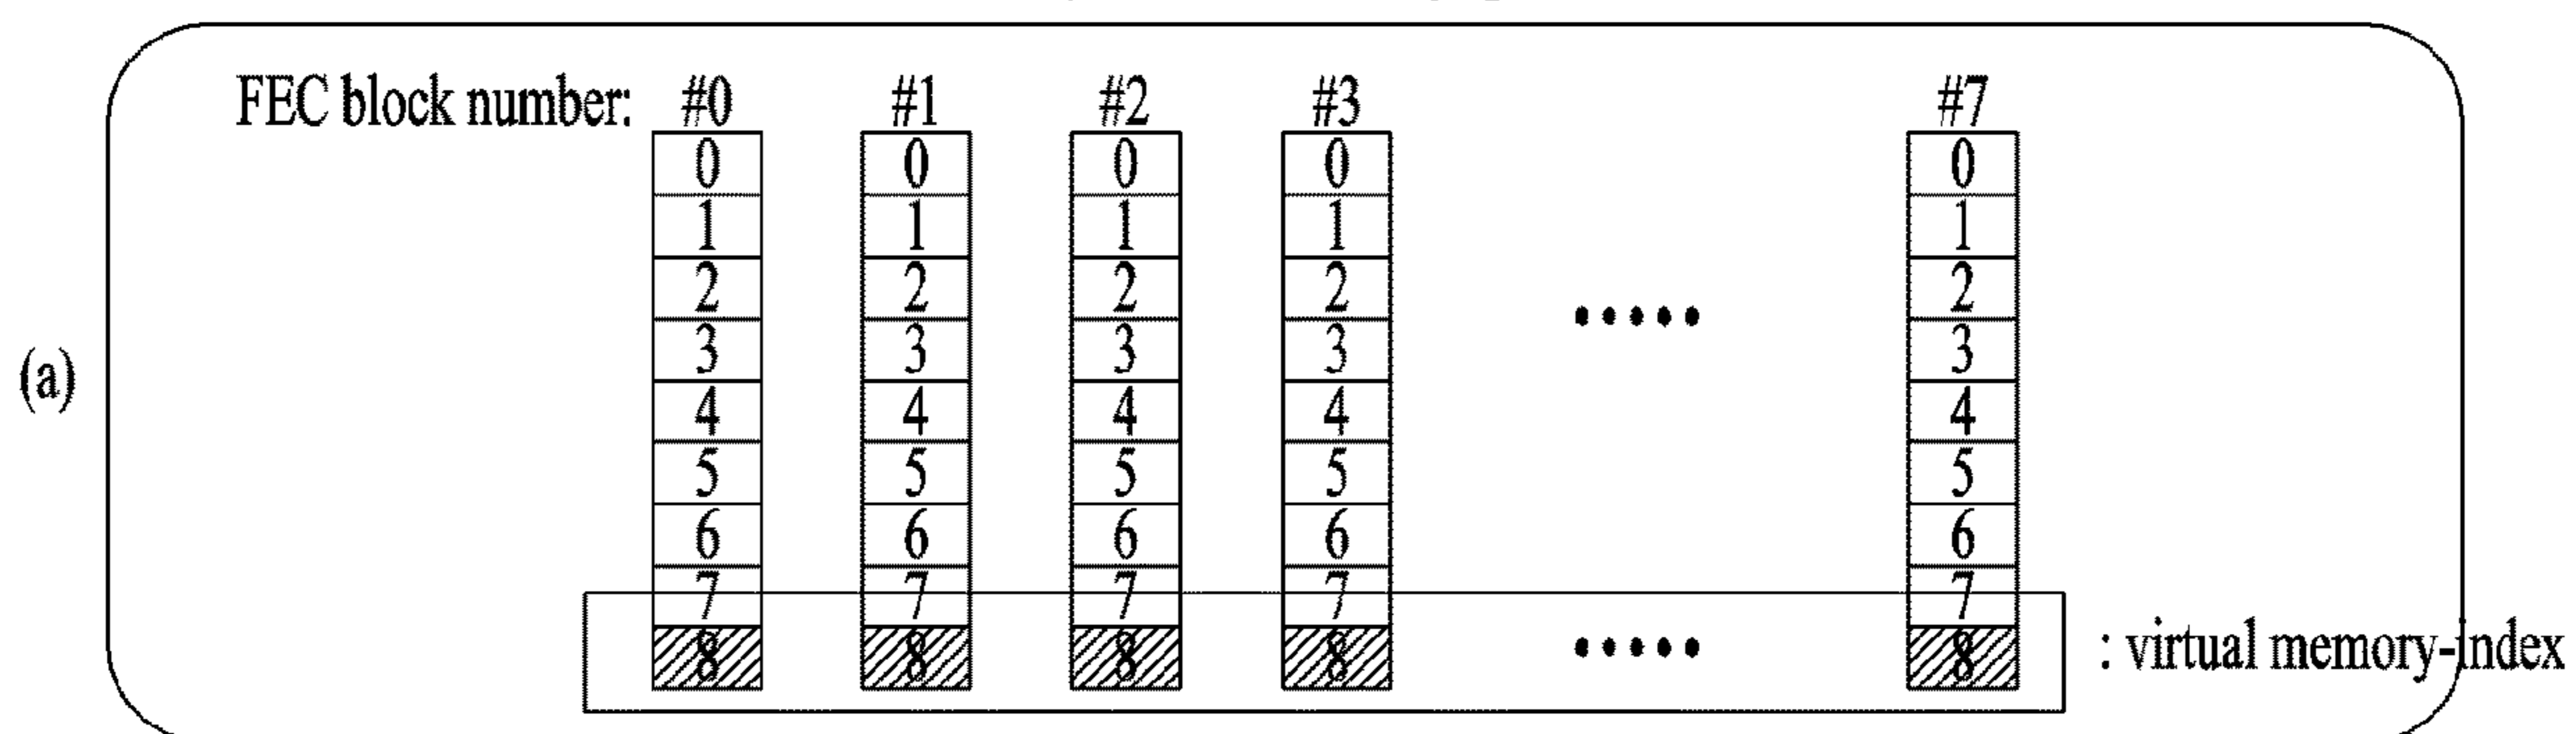 FEC block number: #0 #1 #2 #3 #7
0 0 0 0 0
1 1 1 1 1
2 2 2 2 2
3 3 3 3 3
(a)
4 4 4 4 4
5 5 5 5 5
6 6 6 6 6
7 7 7 7 7
8 8 8 8 8 : virtual memory-index